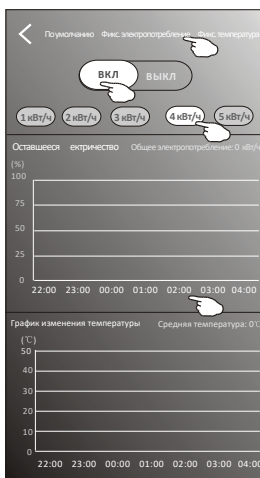 По умолчанию Фикс. электропотребление Фикс. температура
ВКЛ ВЫКЛ
1 кВт/ч 2 кВт/ч 3 кВт/ч 4 кВт/ч 5 кВт/ч
Оставшееся ектричество Общее электропотребление: 0 кВт/
(%)
100
75
50
25
0
22:00 23:00 00:00 01:00 02:00 03:00 04:00
График изменения температуры Средняя температура: 0°C
(℃)
50
40
30
20
10
0
22:00 23:00 00:00 01:00 02:00 03:00 04:00